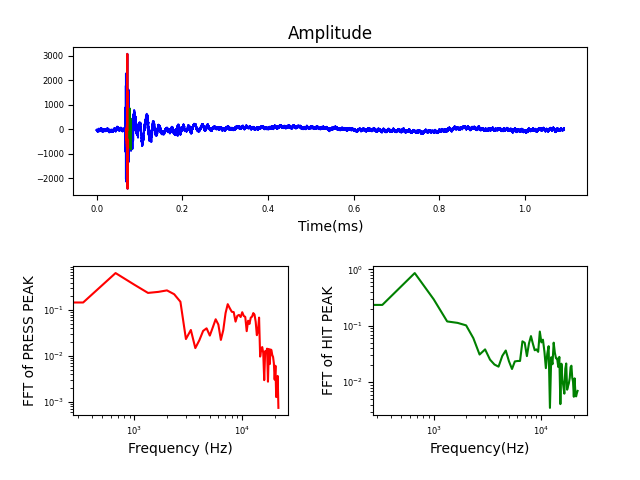 Amplitude
3000
2000
1000
0
−1000
−2000
0.0 0.2 0.4 0.6 0.8 1.0
Time(ms)
FFT of PRESS PEAK
10⁻¹
10⁻²
10⁻³
10³ 10⁴
Frequency (Hz)
FFT of HIT PEAK
10⁰
10⁻¹
10⁻²
10³ 10⁴
Frequency(Hz)